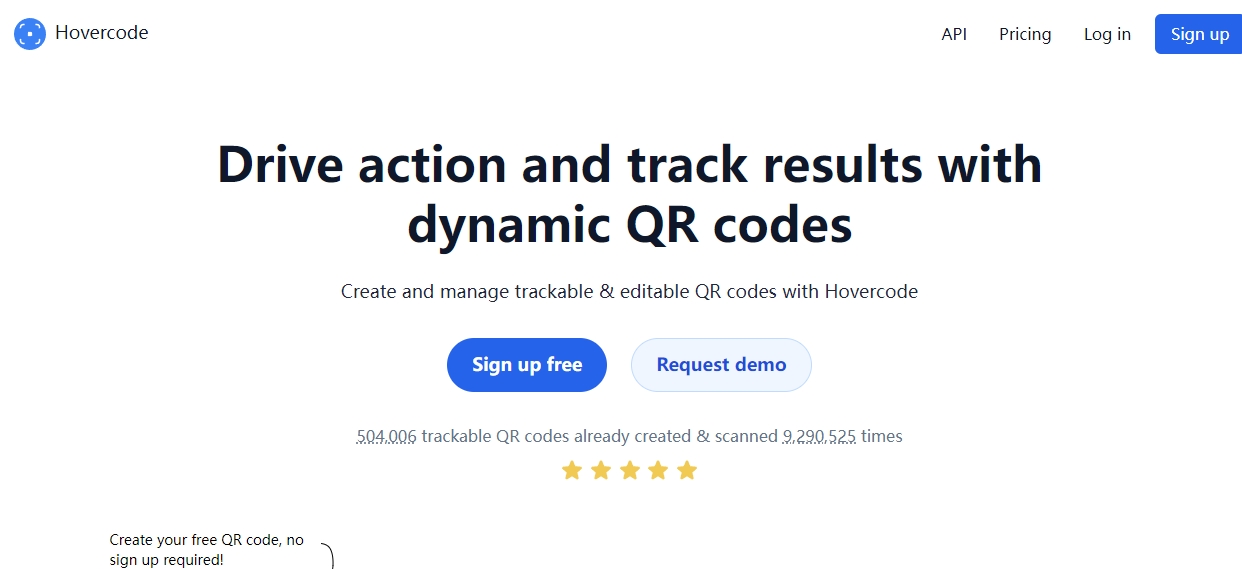 Hovercode
API
Pricing
Log in
Sign up
Drive action and track results with
dynamic QR codes
Create and manage trackable & editable QR codes with Hovercode
Sign up free
Request demo
504,006 trackable QR codes already created & scanned 9,290,525 times
Create your free QR code, no
sign up required!